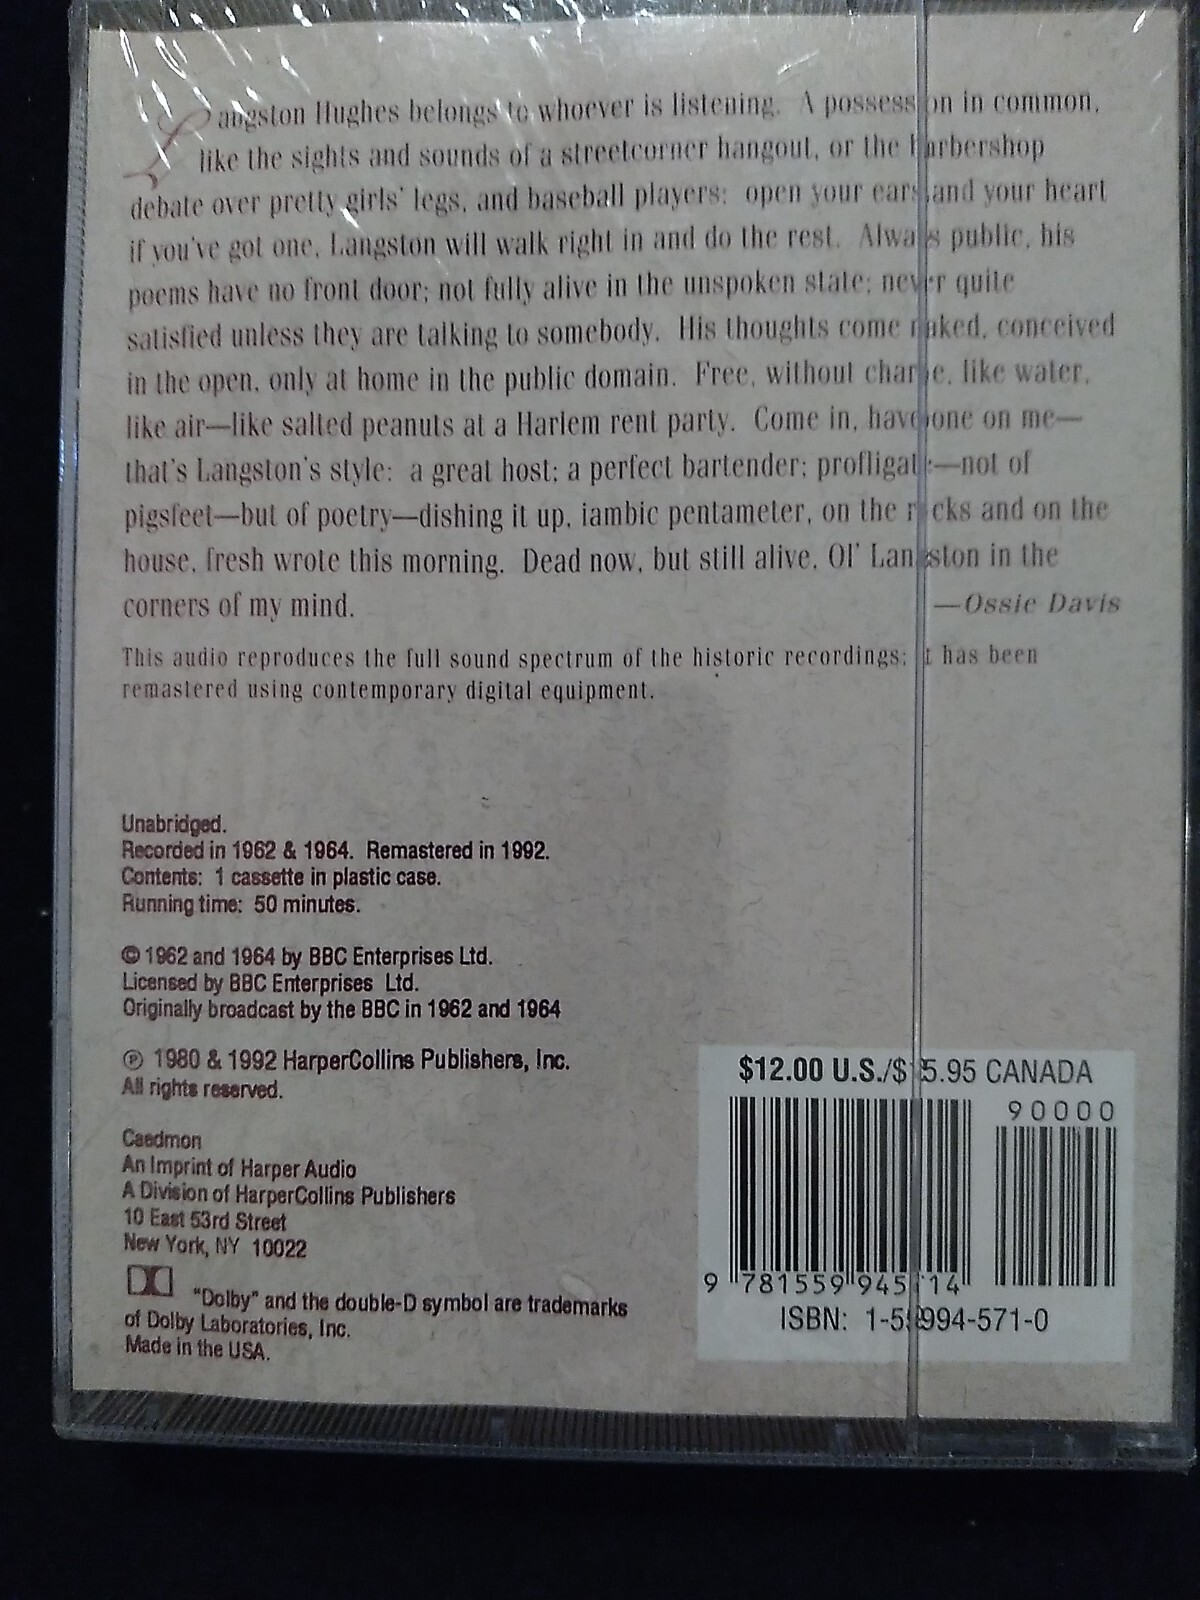 Langston Hughes belongs to whoever is listening. A possession in common,
like the sights and sounds of a streetcorner hangout, or the barbershop
debate over pretty girls' legs, and baseball players: open your ears and your heart
if you've got one, Langston will walk right in and do the rest. Always public, his
poems have no front door; not fully alive in the unspoken state; never quite
satisfied unless they are talking to somebody. His thoughts come naked, conceived
in the open, only at home in the public domain. Free, without charge, like water,
like air—like salted peanuts at a Harlem rent party. Come in, have one on me—
that's Langston's style: a great host; a perfect bartender; profligate—not of
pigsfeet—but of poetry—dishing it up, iambic pentameter, on the rocks and on the
house, fresh wrote this morning. Dead now, but still alive, Ol' Langston in the
corners of my mind.
—Ossie Davis
This audio reproduces the full sound spectrum of the historic recordings; it has been
remastered using contemporary digital equipment.
Unabridged.
Recorded in 1962 & 1964. Remastered in 1992.
Contents: 1 cassette in plastic case.
Running time: 50 minutes.
© 1962 and 1964 by BBC Enterprises Ltd.
Licensed by BBC Enterprises Ltd.
Originally broadcast by the BBC in 1962 and 1964
℗ 1980 & 1992 HarperCollins Publishers, Inc.
All rights reserved.
Caedmon
An Imprint of Harper Audio
A Division of HarperCollins Publishers
10 East 53rd Street
New York, NY 10022
"Dolby" and the double-D symbol are trademarks
of Dolby Laboratories, Inc.
Made in the USA.
$12.00 U.S./$15.95 CANADA
90000
9 781559 945714
ISBN: 1-55994-571-0